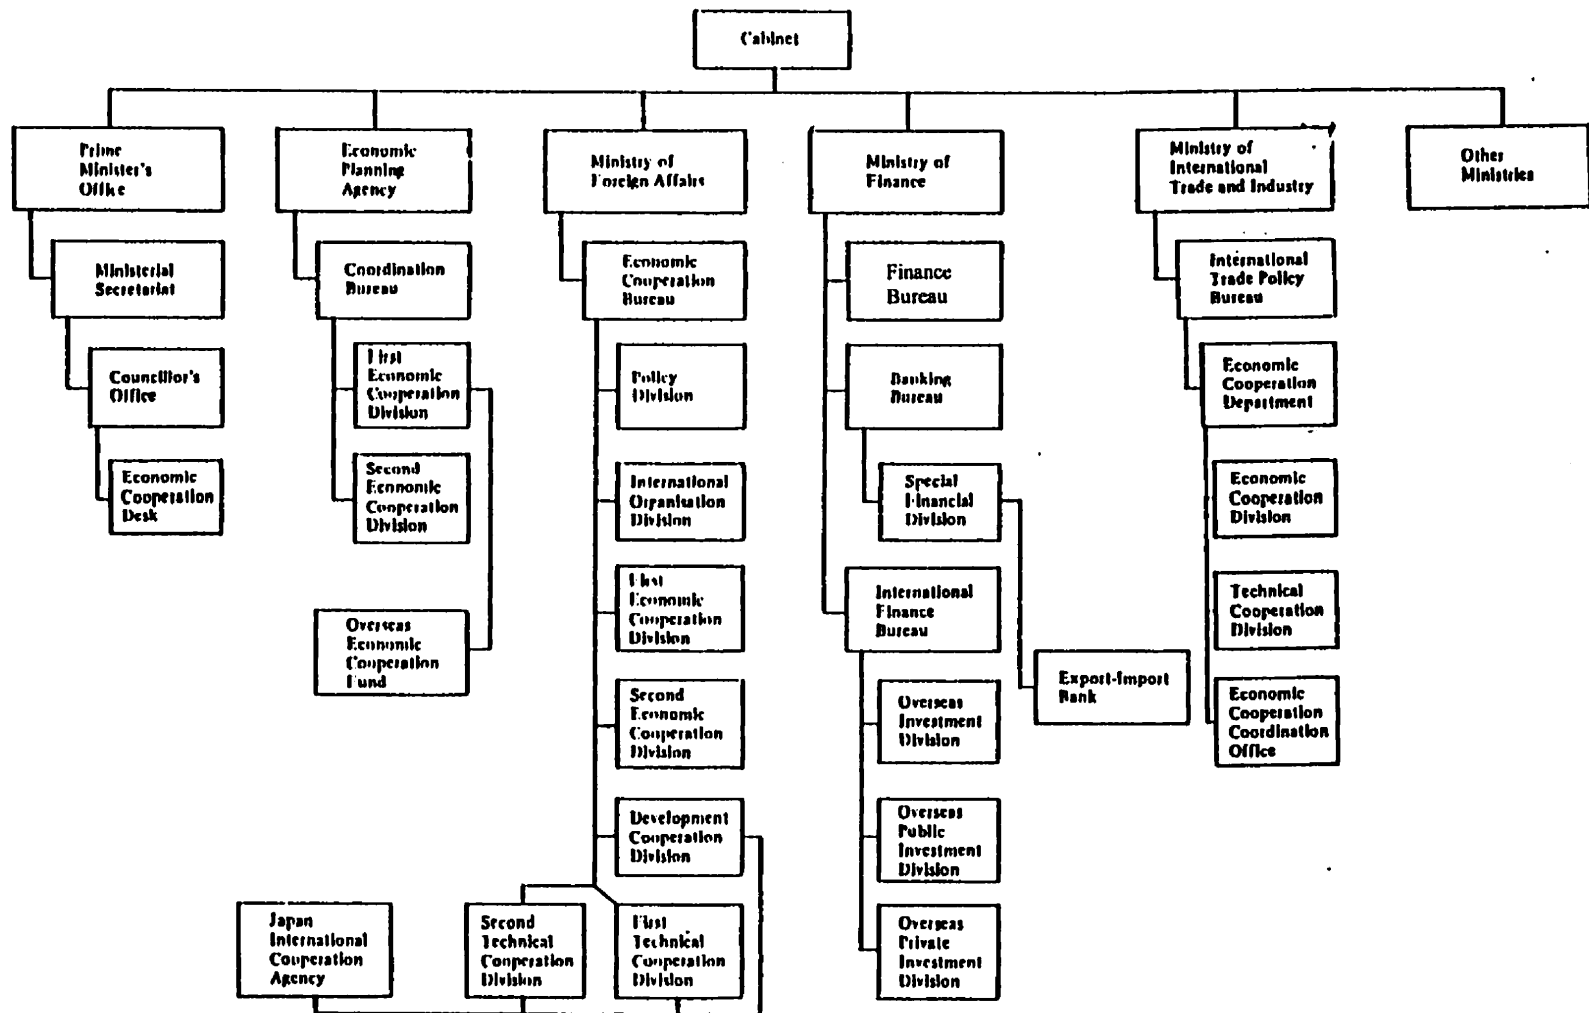 Cabinet
Prime
Minister's
Office
Economic
Planning
Agency
Ministry of
Foreign Affairs
Ministry of
Finance
Ministry of
International
Trade and Industry
Other
Ministries
Ministerial
Secretariat
Coordination
Bureau
Economic
Cooperation
Bureau
Finance
Bureau
International
Trade Policy
Bureau
Councillor's
Office
First
Economic
Cooperation
Division
Policy
Division
Banking
Bureau
Economic
Cooperation
Department
Economic
Cooperation
Desk
Second
Economic
Cooperation
Division
International
Organisation
Division
Special
Financial
Division
Economic
Cooperation
Division
Overseas
Economic
Cooperation
Fund
First
Economic
Cooperation
Division
International
Finance
Bureau
Technical
Cooperation
Division
Second
Economic
Cooperation
Division
Overseas
Investment
Division
Export-Import
Bank
Economic
Cooperation
Coordination
Office
Development
Cooperation
Division
Overseas
Public
Investment
Division
Japan
International
Cooperation
Agency
Second
Technical
Cooperation
Division
First
Technical
Cooperation
Division
Overseas
Private
Investment
Division